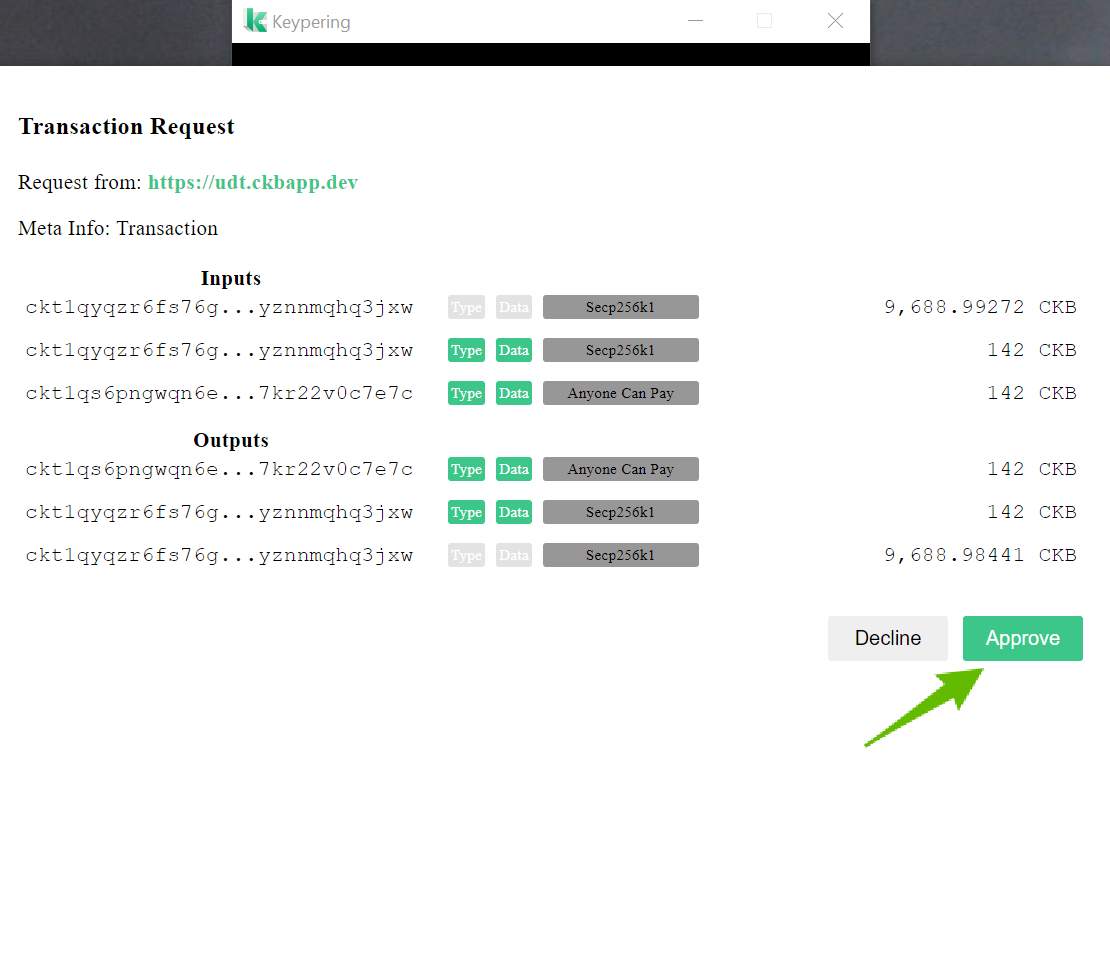 Keypering
Transaction Request
Request from: https://udt.ckbapp.dev
Meta Info: Transaction
Inputs
ckt1qyqzr6fs76g...yznnmqhq3jxw Type Data Secp256k1 9,688.99272 CKB
ckt1qyqzr6fs76g...yznnmqhq3jxw Type Data Secp256k1 142 CKB
ckt1qs6pngwqn6e...7kr22v0c7e7c Type Data Anyone Can Pay 142 CKB
Outputs
ckt1qs6pngwqn6e...7kr22v0c7e7c Type Data Anyone Can Pay 142 CKB
ckt1qyqzr6fs76g...yznnmqhq3jxw Type Data Secp256k1 142 CKB
ckt1qyqzr6fs76g...yznnmqhq3jxw Type Data Secp256k1 9,688.98441 CKB
Decline Approve